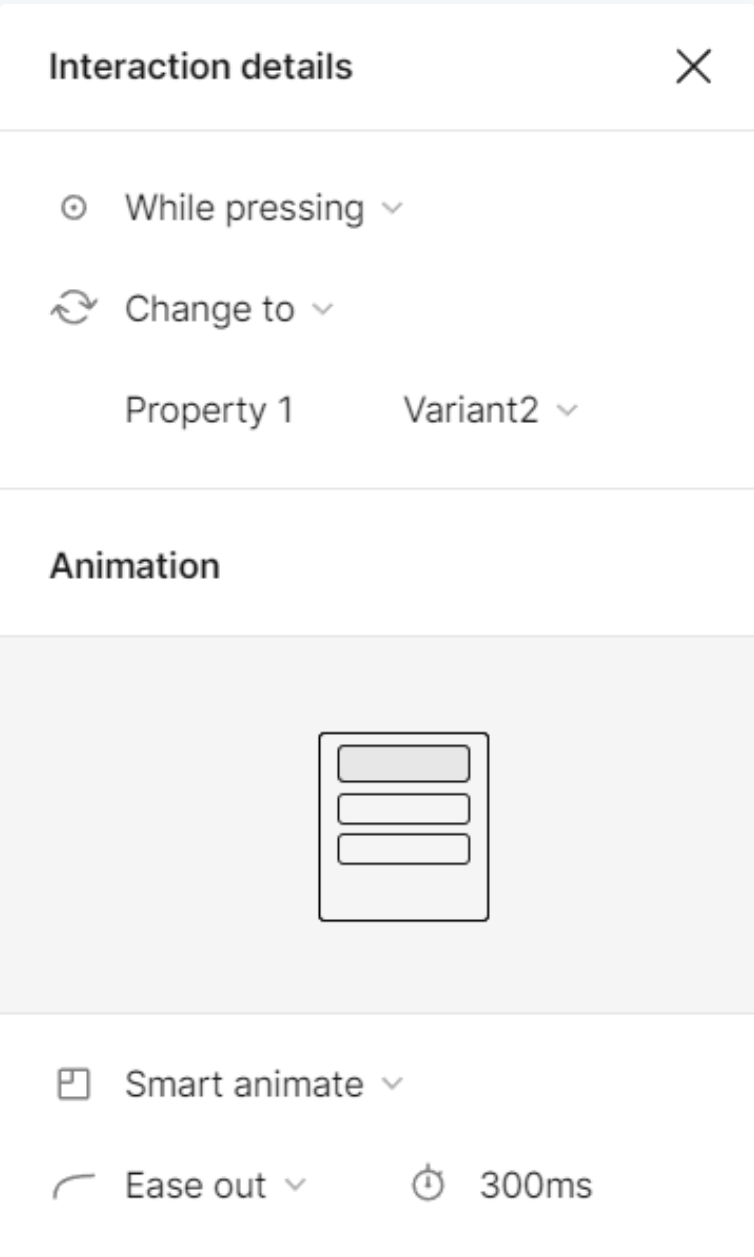 Interaction details
While pressing
Change to
Property 1 Variant2
Animation
Smart animate
Ease out 300ms